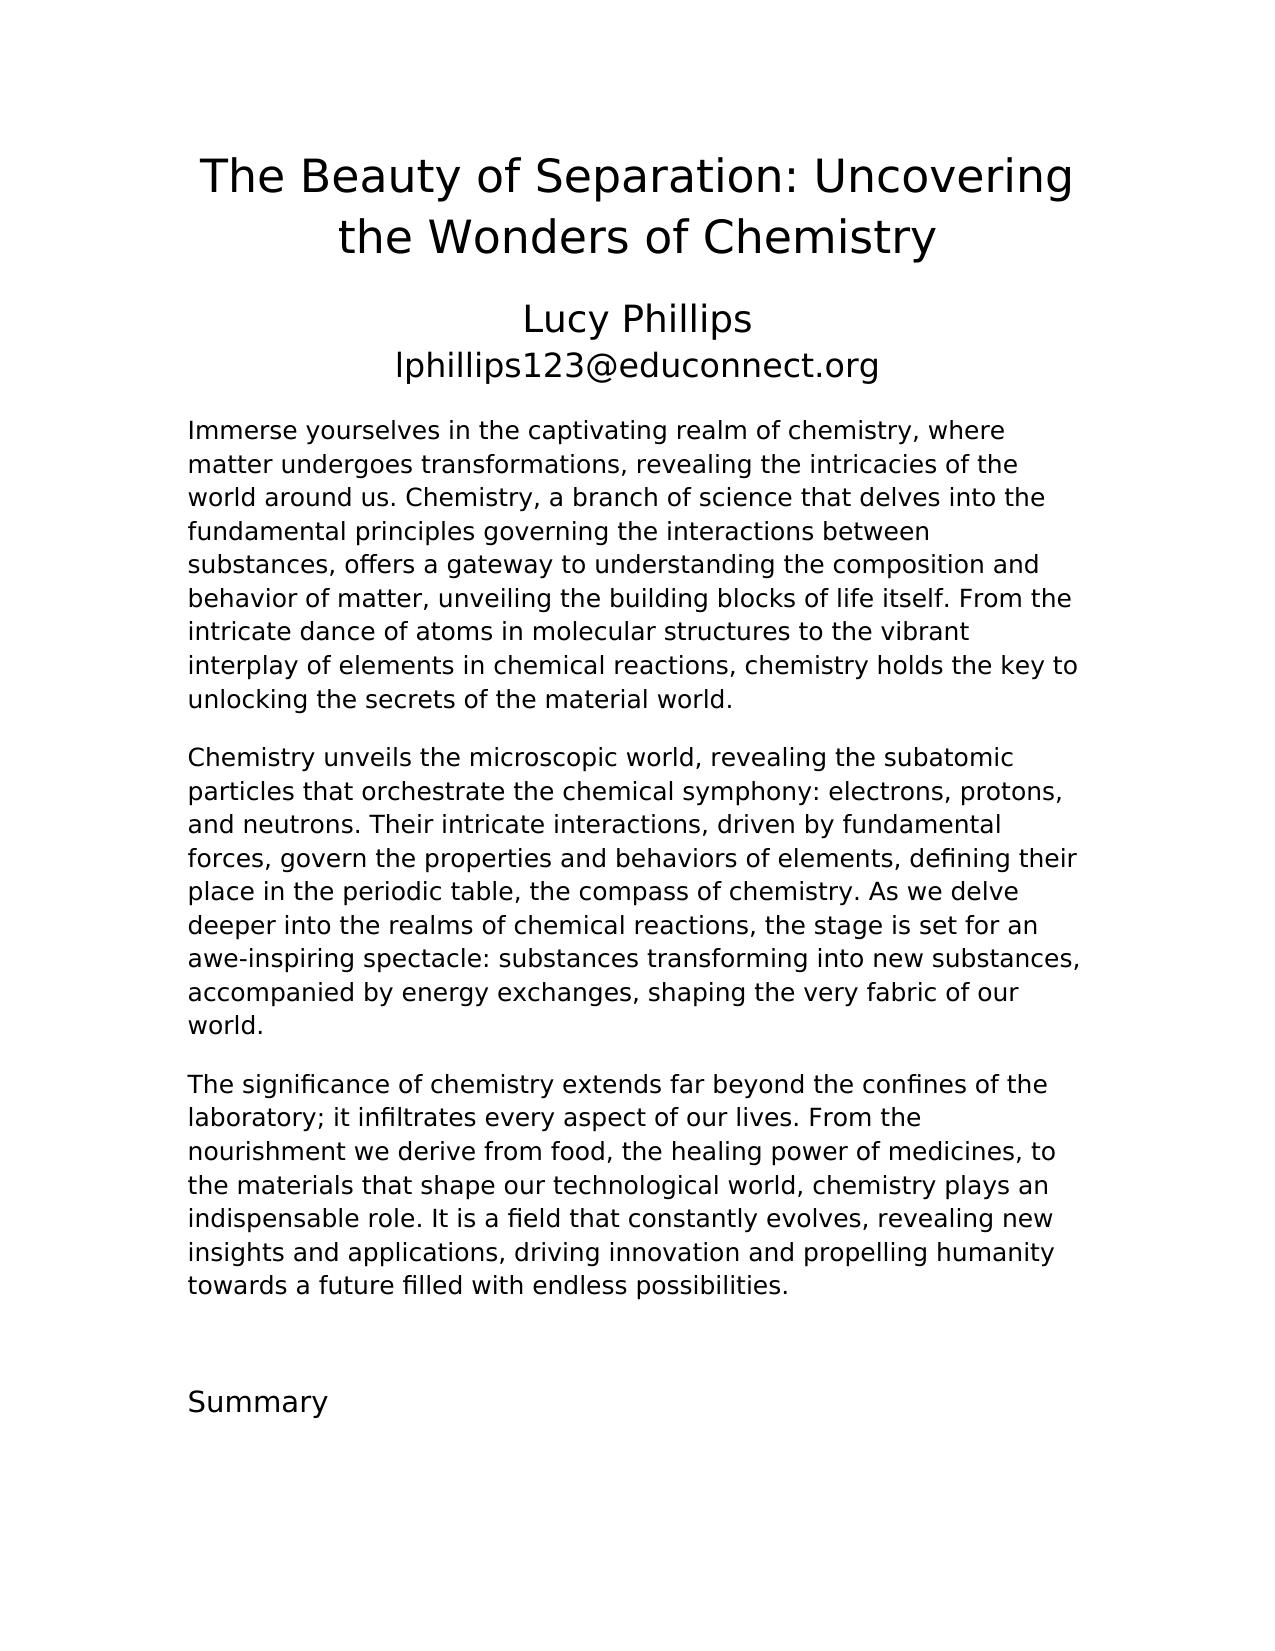 The Beauty of Separation: Uncovering
the Wonders of Chemistry
Lucy Phillips
lphillips123@educonnect.org
Immerse yourselves in the captivating realm of chemistry, where
matter undergoes transformations, revealing the intricacies of the
world around us. Chemistry, a branch of science that delves into the
fundamental principles governing the interactions between
substances, offers a gateway to understanding the composition and
behavior of matter, unveiling the building blocks of life itself. From the
intricate dance of atoms in molecular structures to the vibrant
interplay of elements in chemical reactions, chemistry holds the key to
unlocking the secrets of the material world.
Chemistry unveils the microscopic world, revealing the subatomic
particles that orchestrate the chemical symphony: electrons, protons,
and neutrons. Their intricate interactions, driven by fundamental
forces, govern the properties and behaviors of elements, defining their
place in the periodic table, the compass of chemistry. As we delve
deeper into the realms of chemical reactions, the stage is set for an
awe-inspiring spectacle: substances transforming into new substances,
accompanied by energy exchanges, shaping the very fabric of our
world.
The significance of chemistry extends far beyond the confines of the
laboratory; it infiltrates every aspect of our lives. From the
nourishment we derive from food, the healing power of medicines, to
the materials that shape our technological world, chemistry plays an
indispensable role. It is a field that constantly evolves, revealing new
insights and applications, driving innovation and propelling humanity
towards a future filled with endless possibilities.
Summary